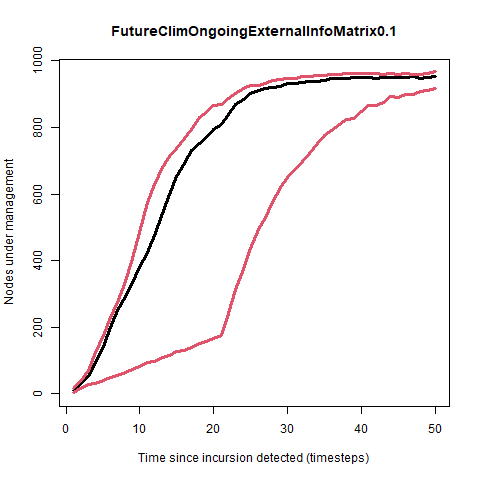 FutureClimOngoingExternalInfoMatrix0.1
Nodes under management
1000
800
600
400
200
0
0 10 20 30 40 50
Time since incursion detected (timesteps)